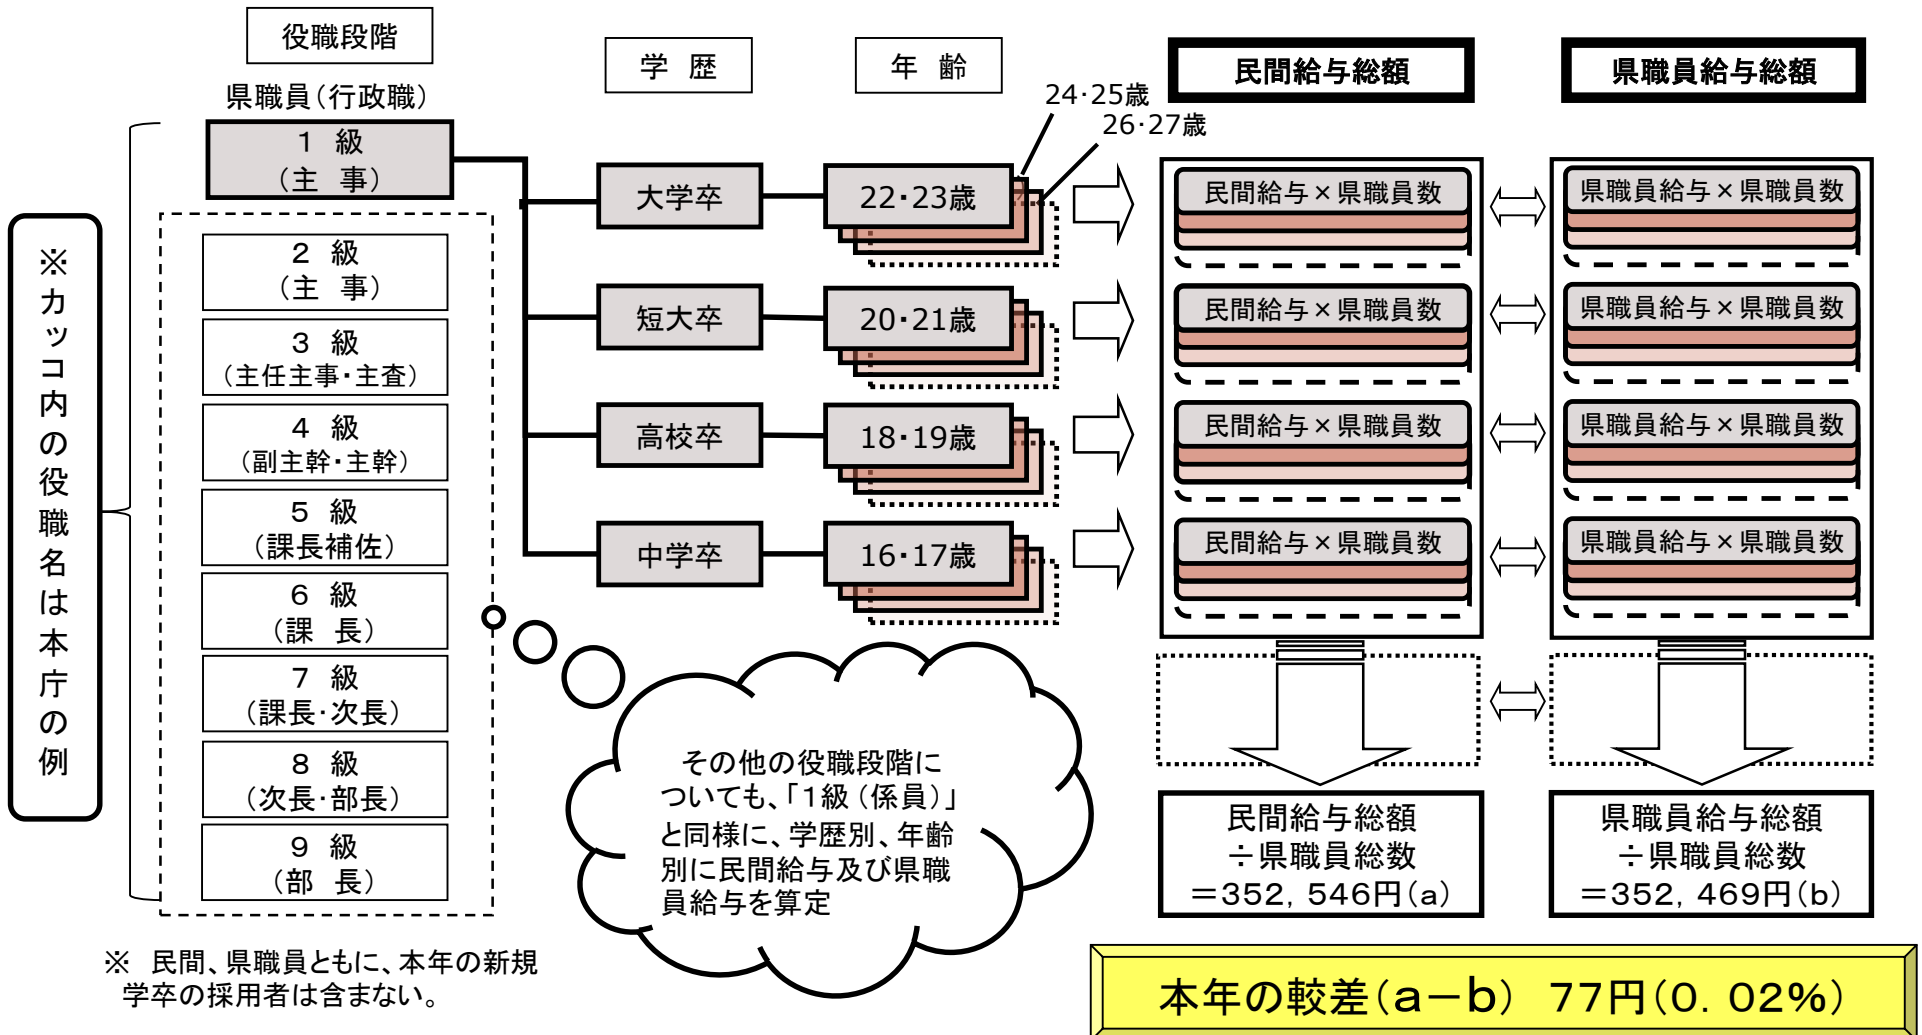 役職段階
学 歴
年 齢
民間給与総額
県職員給与総額
県職員(行政職)
24・25歳
26・27歳
1 級
(主 事)
2 級
(主 事)
3 級
(主任主事・主査)
4 級
(副主幹・主幹)
5 級
(課長補佐)
6 級
(課 長)
7 級
(課長・次長)
8 級
(次長・部長)
9 級
(部 長)
※カッコ内の役職名は本庁の例
大学卒
短大卒
高校卒
中学卒
22・23歳
20・21歳
18・19歳
16・17歳
民間給与×県職員数
県職員給与×県職員数
民間給与×県職員数
県職員給与×県職員数
民間給与×県職員数
県職員給与×県職員数
民間給与×県職員数
県職員給与×県職員数
その他の役職段階に
ついても、「1級(係員)」
と同様に、学歴別、年齢
別に民間給与及び県職
員給与を算定
民間給与総額
÷県職員総数
=352,546円(a)
県職員給与総額
÷県職員総数
=352,469円(b)
※ 民間、県職員ともに、本年の新規
学卒の採用者は含まない。
本年の較差(a-b) 77円(0.02%)